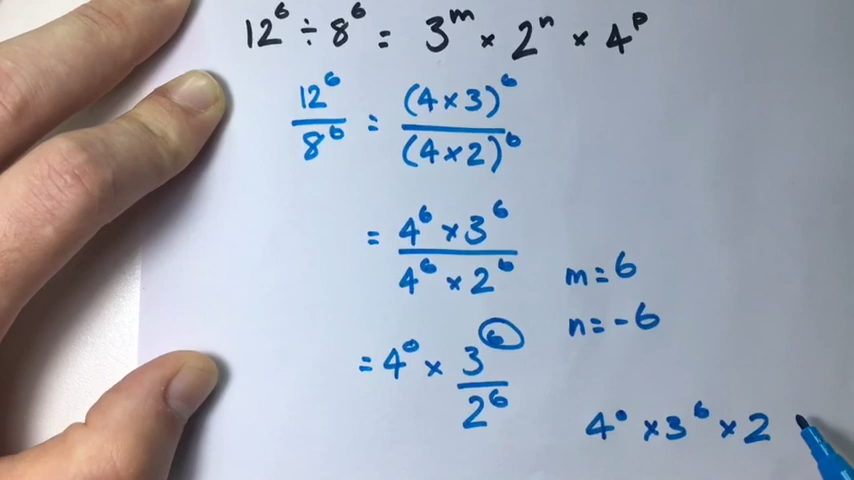 12⁶ ÷ 8⁶ = 3ᵐ × 2ⁿ × 4ᵖ
12⁶/8⁶ = (4×3)⁶/(4×2)⁶
= 4⁶×3⁶/4⁶×2⁶
m=6
n=-6
=4⁰ × 3⁶/2⁶
4⁰ ×3⁶ ×2